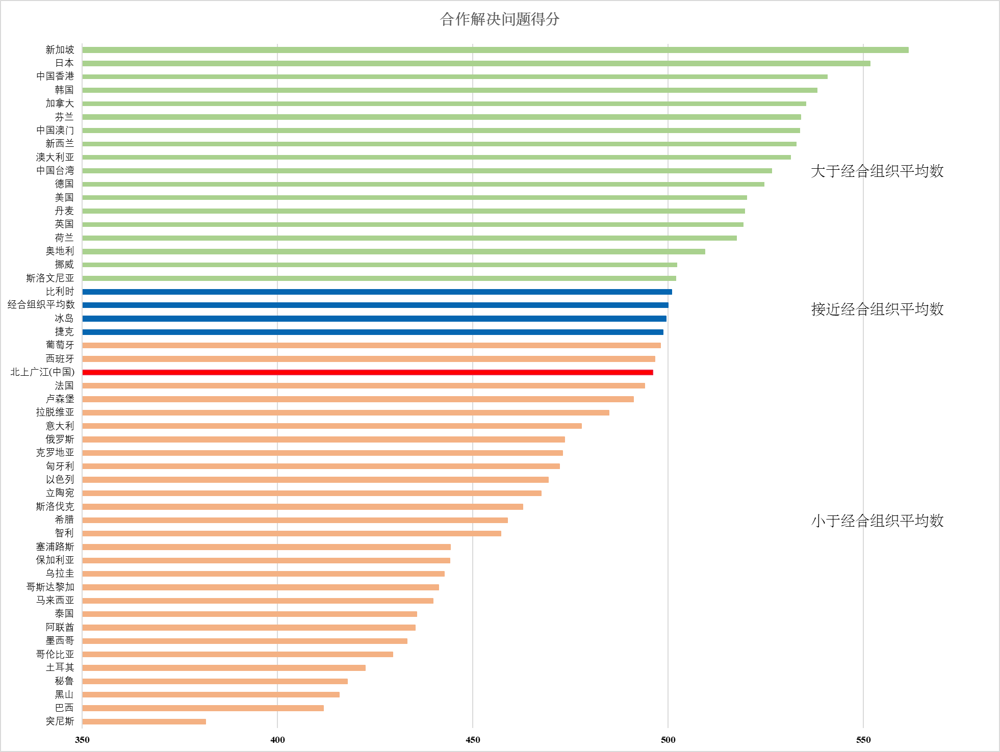 合作解决问题得分
新加坡
日本
中国香港
韩国
加拿大
芬兰
中国澳门
新西兰
澳大利亚
中国台湾
大于经合组织平均数
德国
美国
丹麦
英国
荷兰
奥地利
挪威
斯洛文尼亚
比利时
经合组织平均数
接近经合组织平均数
冰岛
捷克
葡萄牙
西班牙
北上广江(中国)
法国
卢森堡
拉脱维亚
意大利
俄罗斯
克罗地亚
匈牙利
以色列
立陶宛
斯洛伐克
希腊
小于经合组织平均数
智利
塞浦路斯
保加利亚
乌拉圭
哥斯达黎加
马来西亚
泰国
阿联酋
墨西哥
哥伦比亚
土耳其
秘鲁
黑山
巴西
突尼斯
350 400 450 500 550